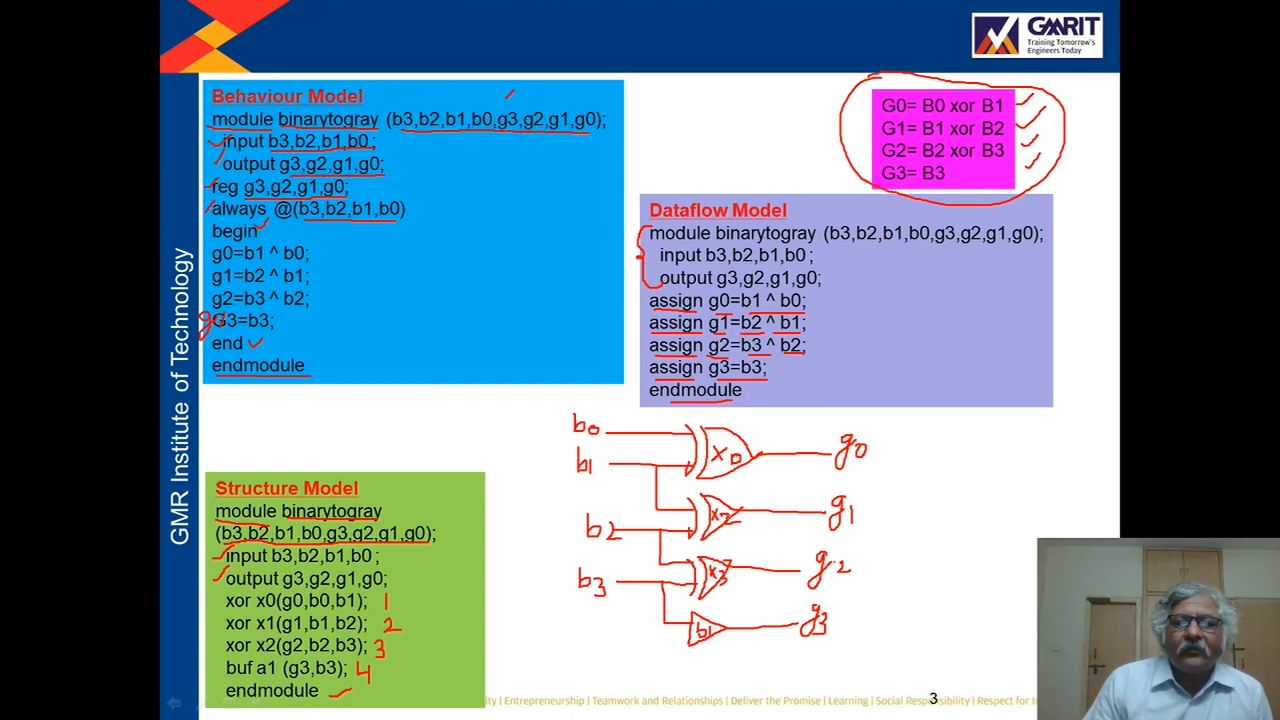 GMRIT
Training Tomorrow's
Engineers Today
GMR Institute of Technology
Behaviour Model
module binarytogray (b3,b2,b1,b0,g3,g2,g1,g0);
input b3,b2,b1,b0 ;
output g3,g2,g1,g0;
reg g3,g2,g1,g0;
always @(b3,b2,b1,b0)
begin
g0=b1 ^ b0;
g1=b2 ^ b1;
g2=b3 ^ b2;
g G3=b3;
end
endmodule
G0= B0 xor B1
G1= B1 xor B2
G2= B2 xor B3
G3= B3
Dataflow Model
module binarytogray (b3,b2,b1,b0,g3,g2,g1,g0);
input b3,b2,b1,b0 ;
output g3,g2,g1,g0;
assign g0=b1 ^ b0;
assign g1=b2 ^ b1;
assign g2=b3 ^ b2;
assign g3=b3;
endmodule
Structure Model
module binarytogray
(b3,b2,b1,b0,g3,g2,g1,g0);
input b3,b2,b1,b0 ;
output g3,g2,g1,g0;
xor x0(g0,b0,b1); 1
xor x1(g1,b1,b2); 2
xor x2(g2,b2,b3); 3
buf a1 (g3,b3); 4
endmodule
b0 x0 g0
b1
x2 g1
b2
x3 g2
b3
b1 g3
| Entrepreneurship | Teamwork and Relationships | Deliver the Promise | Learning | Social Responsibility | Respect for
3